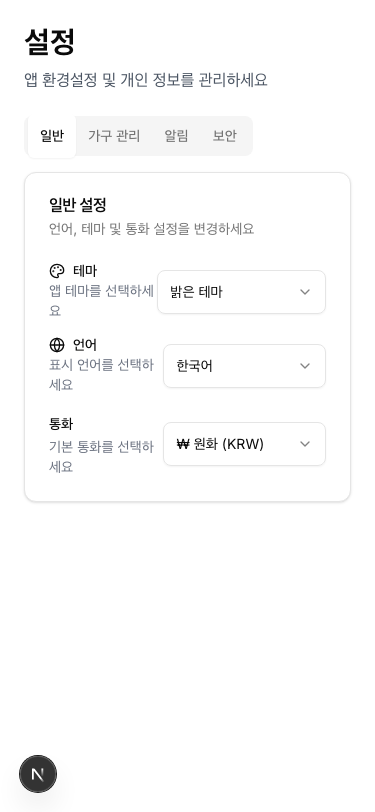 설정
앱 환경설정 및 개인 정보를 관리하세요
일반 가구 관리 알림 보안
일반 설정
언어, 테마 및 통화 설정을 변경하세요
테마
앱 테마를 선택하세
요
밝은 테마
언어
표시 언어를 선택하
세요
한국어
통화
기본 통화를 선택하
세요
₩ 원화 (KRW)
N